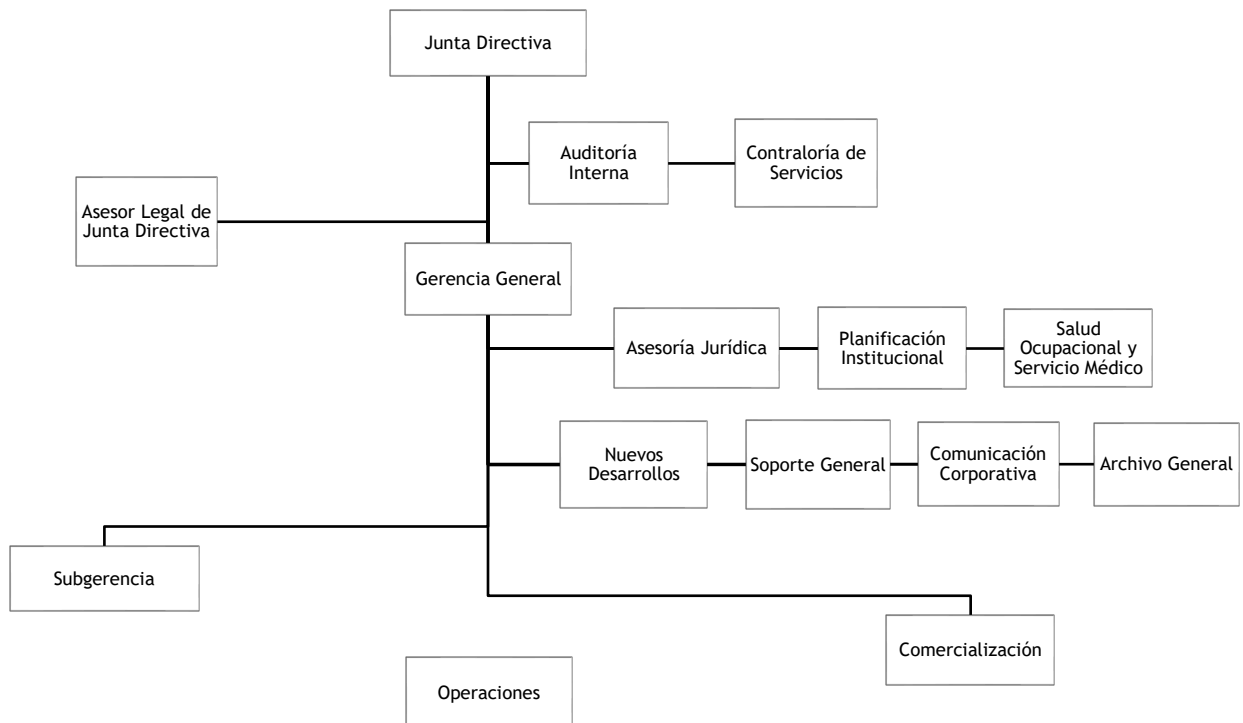 Junta Directiva
Auditoría
Interna
Contraloría de
Servicios
Asesor Legal de
Junta Directiva
Gerencia General
Asesoría Jurídica
Planificación
Institucional
Salud
Ocupacional y
Servicio Médico
Nuevos
Desarrollos
Soporte General
Comunicación
Corporativa
Archivo General
Subgerencia
Comercialización
Operaciones